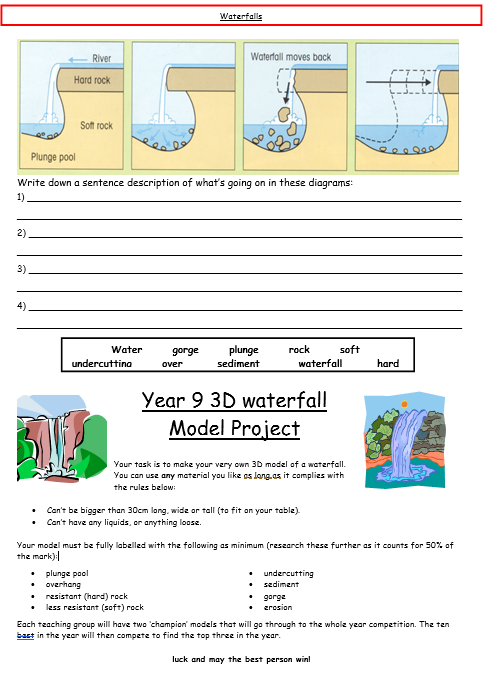 Waterfalls
River
Hard rock
Soft rock
Plunge pool
Waterfall moves back
Write down a sentence description of what's going on in these diagrams:
1)
2)
3)
4)
Water gorge plunge rock soft
undercutting over sediment waterfall hard
Year 9 3D waterfall
Model Project
Your task is to make your very own 3D model of a waterfall.
You can use any material you like as long as it complies with
the rules below:
• Can't be bigger than 30cm long, wide or tall (to fit on your table).
• Can't have any liquids, or anything loose.
Your model must be fully labelled with the following as minimum (research these further as it counts for 50% of
the mark):
• plunge pool
• overhang
• resistant (hard) rock
• less resistant (soft) rock
• undercutting
• sediment
• gorge
• erosion
Each teaching group will have two 'champion' models that will go through to the whole year competition. The ten
best in the year will then compete to find the top three in the year.
luck and may the best person win!